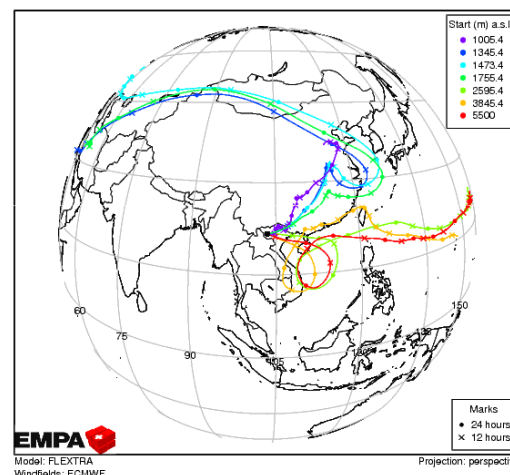 Start (m) a.s.l
1005.4
1345.4
1473.4
1755.4
2595.4
3845.4
5500
60
75
90
105
150
Marks
24 hours
12 hours
EMPA
Model: FLEXTRA
Projection: perspectiv
Windfields: ECMWF